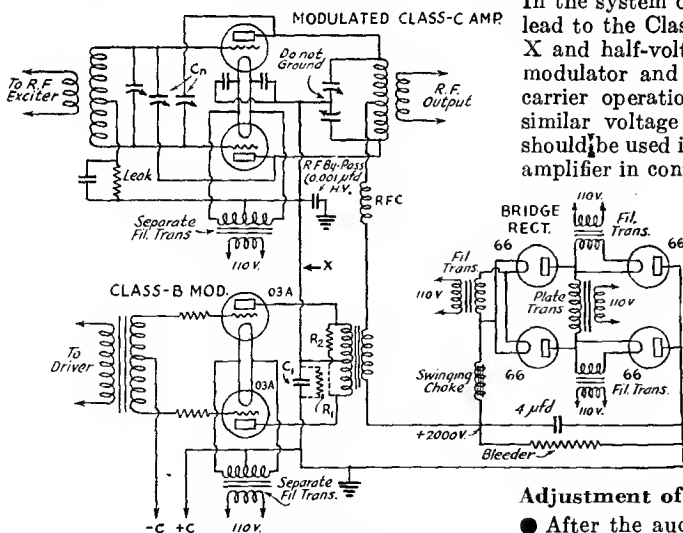 MODULATED CLASS-C AMP.
To R.F.
Exciter
Cn
Do not
Ground
R.F.
Output
Leak
R F By-Pass
(0.001 µfd
H.V.
RFC
Separate
Fil. Trans
110 V.
X
CLASS-B MOD.
03A
To
Driver
03A
R2
C1
R1
Separate
Fil Trans.
-C +C 110V.
In the system o
lead to the Clas
X and half-volt
modulator and
carrier operatio
similar voltage
should be used i
amplifier in con
110 V.
BRIDGE
RECT.
Fil.
Trans.
66
66
Fil
Trans.
110 V
Plate
Trans
110V
66
66
Swinging
Choke
Fil. Trans.
110V.
+2000V.
4 µfd
Bleeder
Adjustment of
● After the aud